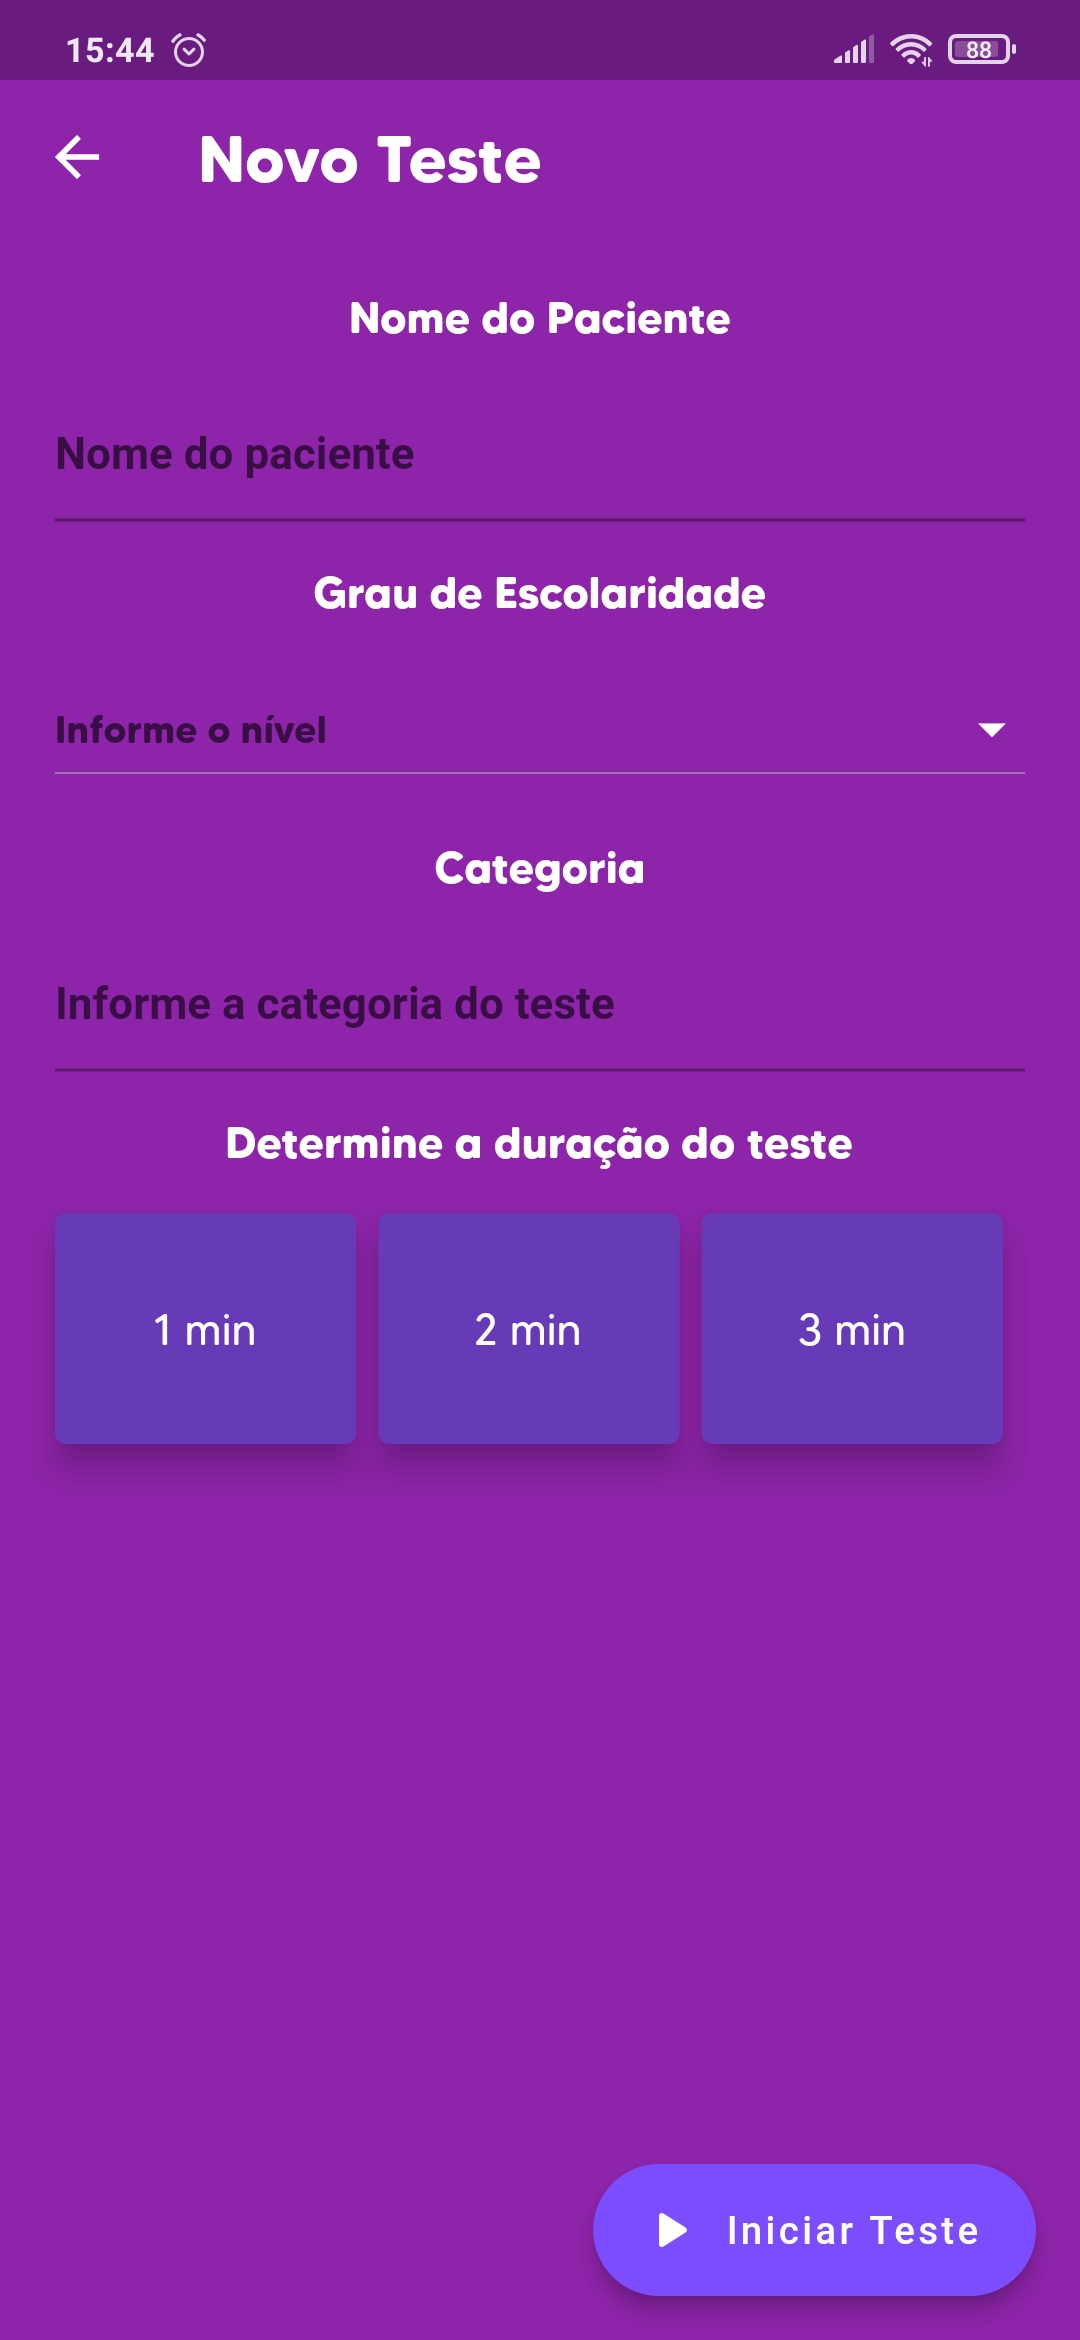 15:44 88
Novo Teste
Nome do Paciente
Nome do paciente
Grau de Escolaridade
Informe o nível
Categoria
Informe a categoria do teste
Determine a duração do teste
1 min 2 min 3 min
Iniciar Teste